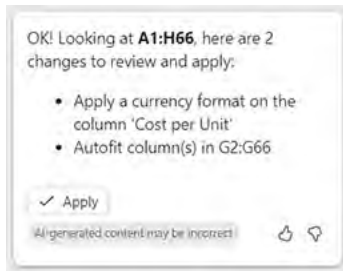 OK! Looking at A1:H66, here are 2
changes to review and apply:
• Apply a currency format on the
column 'Cost per Unit'
• Autofit column(s) in G2:G66
✓ Apply
AI-generated content may be incorrect